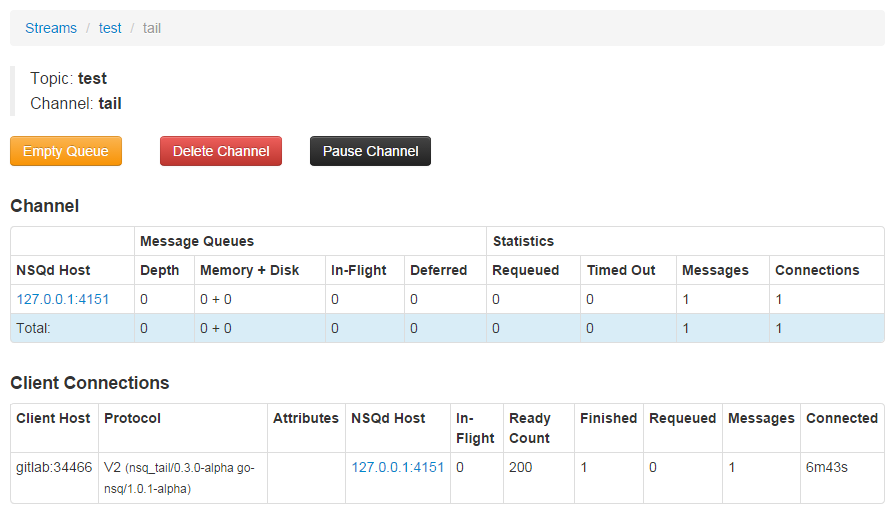 Streams / test / tail
Topic: test
Channel: tail
Empty Queue Delete Channel Pause Channel
Channel
Message Queues Statistics
NSQd Host Depth Memory + Disk In-Flight Deferred Requeued Timed Out Messages Connections
127.0.0.1:4151 0 0 + 0 0 0 0 0 1 1
Total: 0 0 + 0 0 0 0 0 1 1
Client Connections
Client Host Protocol Attributes NSQd Host In- Ready Finished Requeued Messages Connected
Flight Count
gitlab:34466 V2 (nsq_tail/0.3.0-alpha go- 127.0.0.1:4151 0 200 1 0 1 6m43s
nsq/1.0.1-alpha)